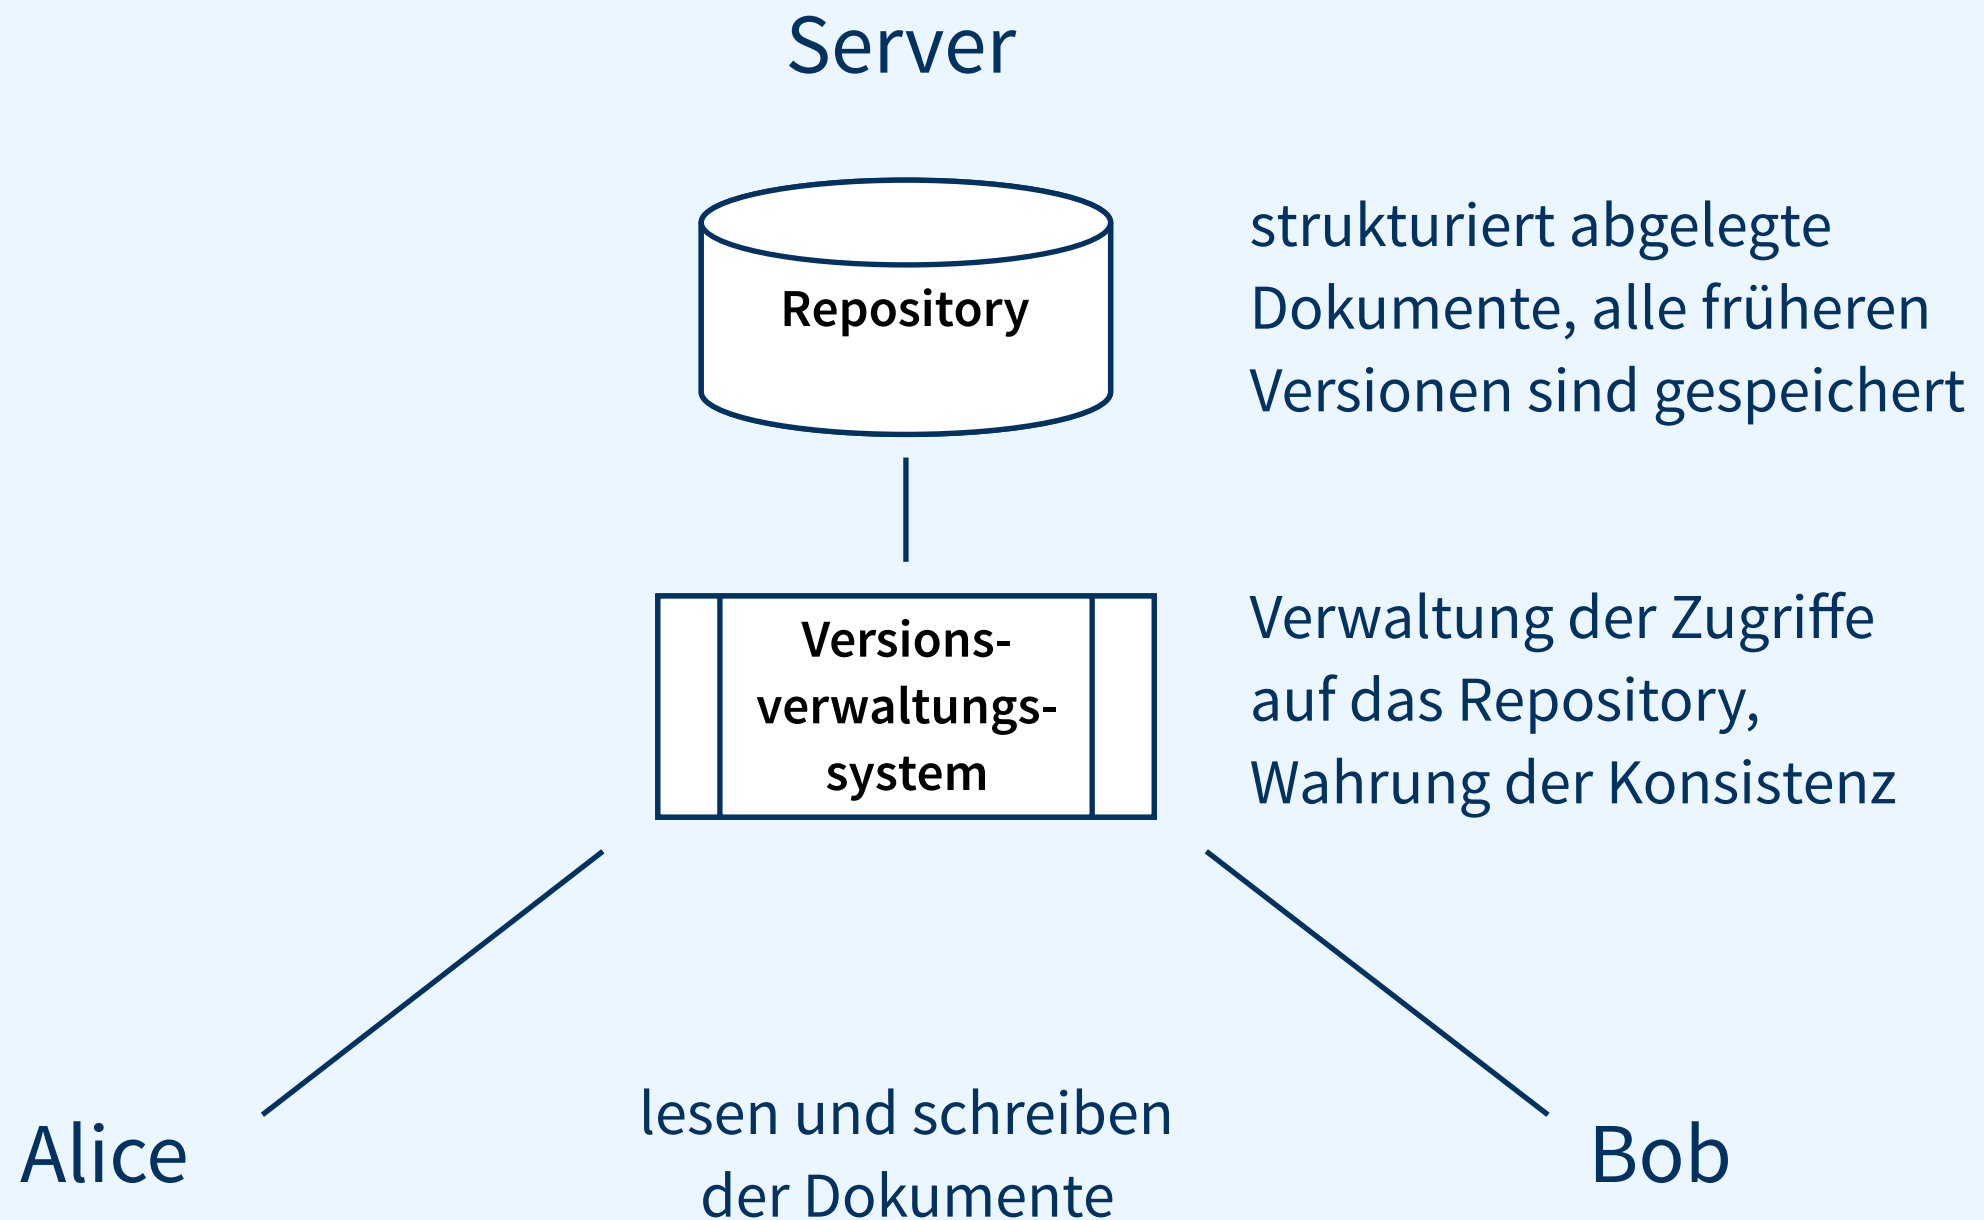 Server
Repository
strukturiert abgelegte
Dokumente, alle früheren
Versionen sind gespeichert
Versions-
verwaltungs-
system
Verwaltung der Zugriffe
auf das Repository,
Wahrung der Konsistenz
Alice
lesen und schreiben
der Dokumente
Bob